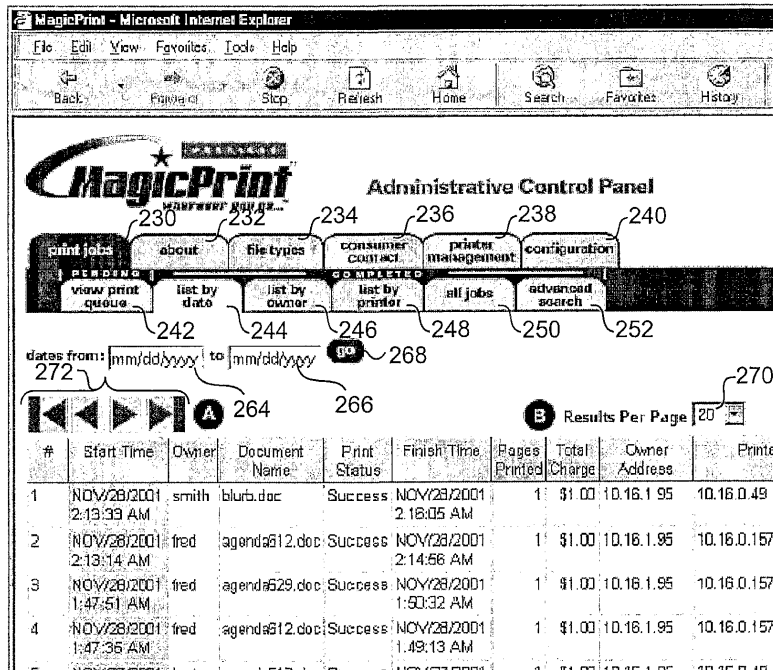 MagicPrint - Microsoft Internet Explorer
File Edit View Favorites Tools Help
Back Forward Stop Refresh Home Search Favorites History
MagicPrint
wherever you go...™
Administrative Control Panel
230 232 234 236 238 240
print jobs about file types consumer contact printer management configuration
PENDING COMPLETED
view print queue list by date list by owner list by printer all jobs advanced search
242 244 246 248 250 252
dates from: mm/dd/yyyy to mm/dd/yyyy go 268
272 264 266 270
A B Results Per Page 20
# Start Time Owner Document Name Print Status Finish Time Pages Printed Total Charge Owner Address Printe
1 NOV/28/2001 2:13:33 AM smith blurb.doc Success NOV/28/2001 2:16:05 AM 1 $1.00 10.16.1.95 10.16.0.49
2 NOV/28/2001 2:13:14 AM fred agenda612.doc Success NOV/28/2001 2:14:56 AM 1 $1.00 10.16.1.95 10.16.0.157
3 NOV/28/2001 1:47:51 AM fred agenda529.doc Success NOV/28/2001 1:50:32 AM 1 $1.00 10.16.1.95 10.16.0.157
4 NOV/28/2001 1:47:35 AM fred agenda612.doc Success NOV/28/2001 1:49:13 AM 1 $1.00 10.16.1.95 10.16.0.157